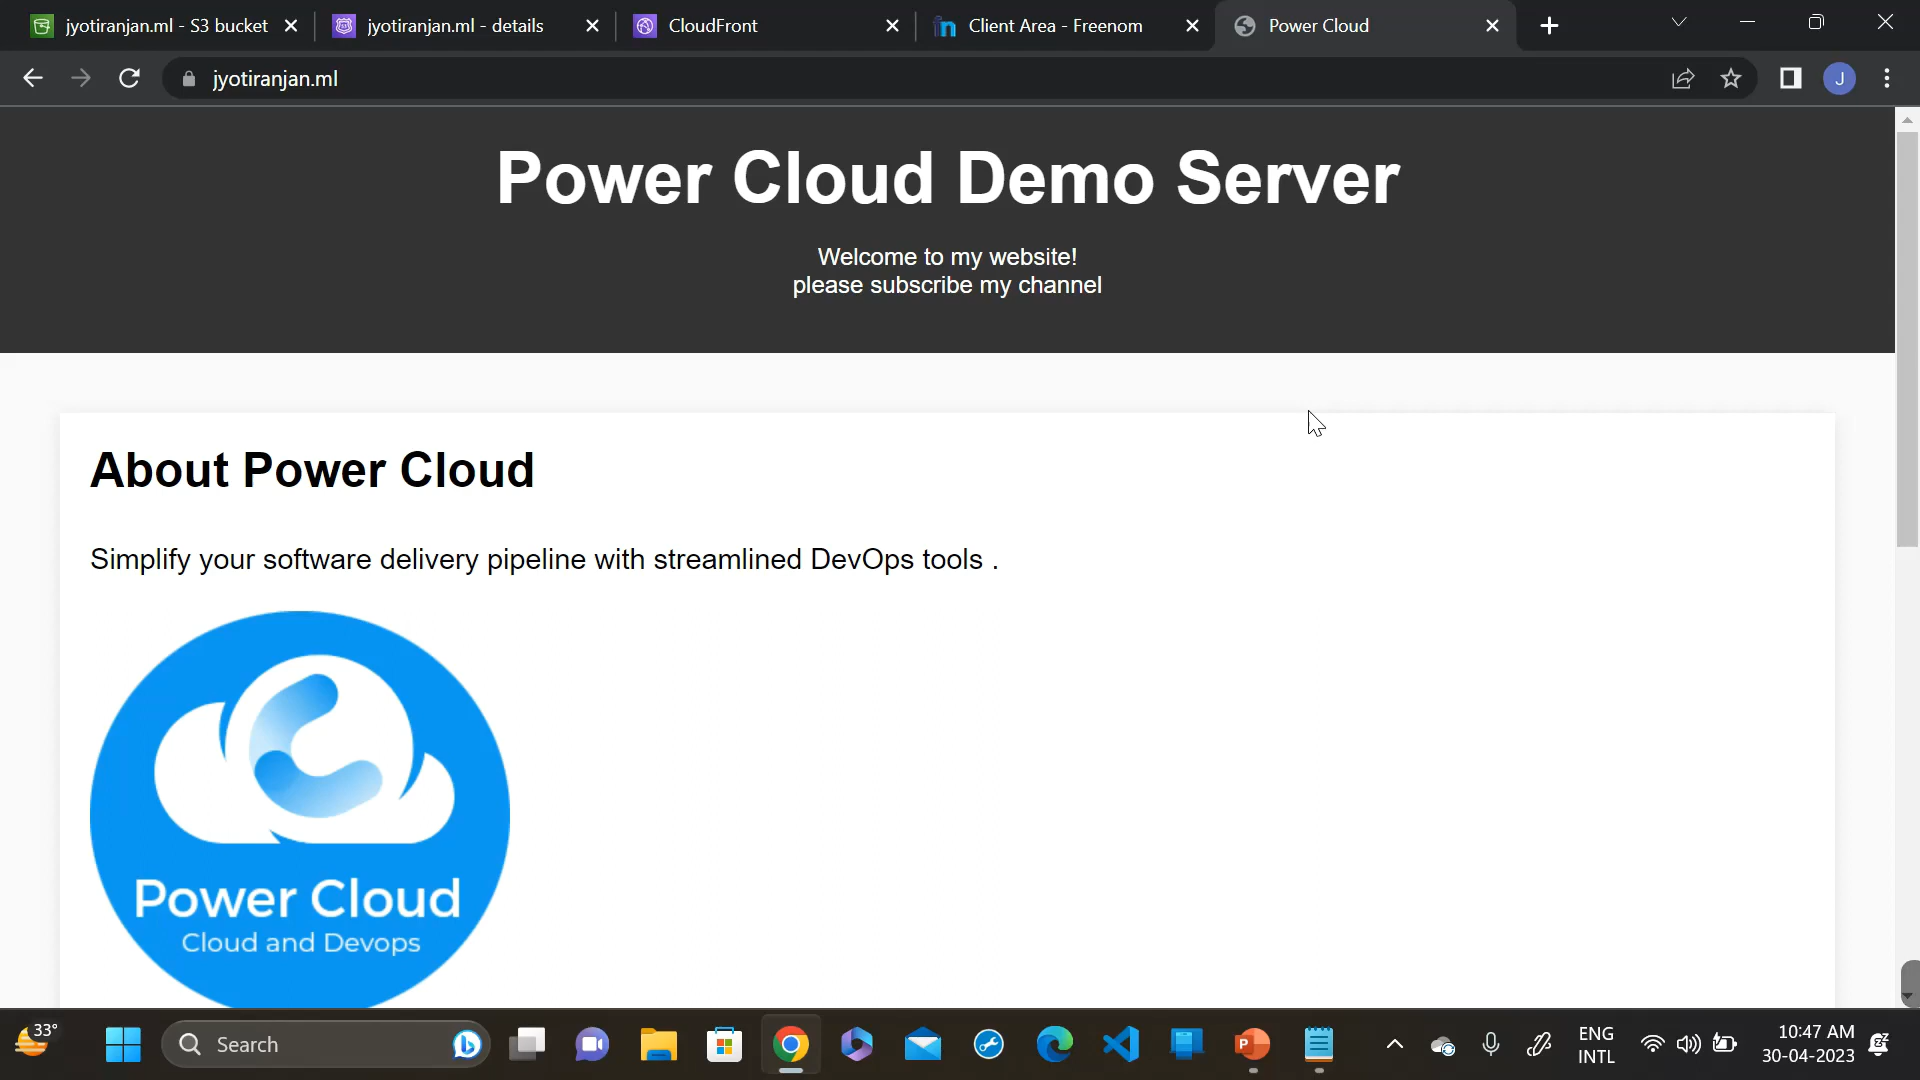 jyotiranjan.ml - S3 bucket
jyotiranjan.ml - details
CloudFront
Client Area - Freenom
Power Cloud
jyotiranjan.ml
J
Power Cloud Demo Server
Welcome to my website!
please subscribe my channel
About Power Cloud
Simplify your software delivery pipeline with streamlined DevOps tools .
Power Cloud
Cloud and Devops
33°
Search
ENG
INTL
10:47 AM
30-04-2023